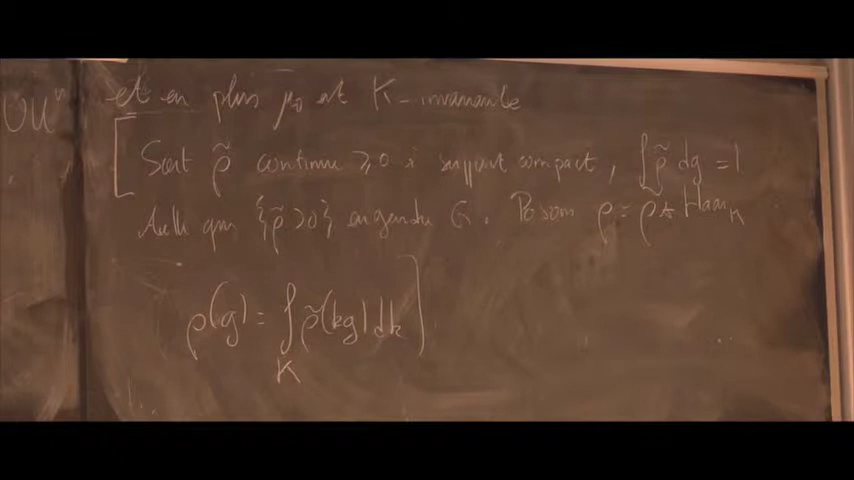 et en plus μ₀ est K-invariante
[Soit ρ̃ continue ≥0 à support compact, ∫ρ̃ dg = 1
telle que {ρ̃>0} engendre G. Posons ρ = ρ̃ * Haar_K
ρ(g) = ∫_K ρ̃(kg)dk]